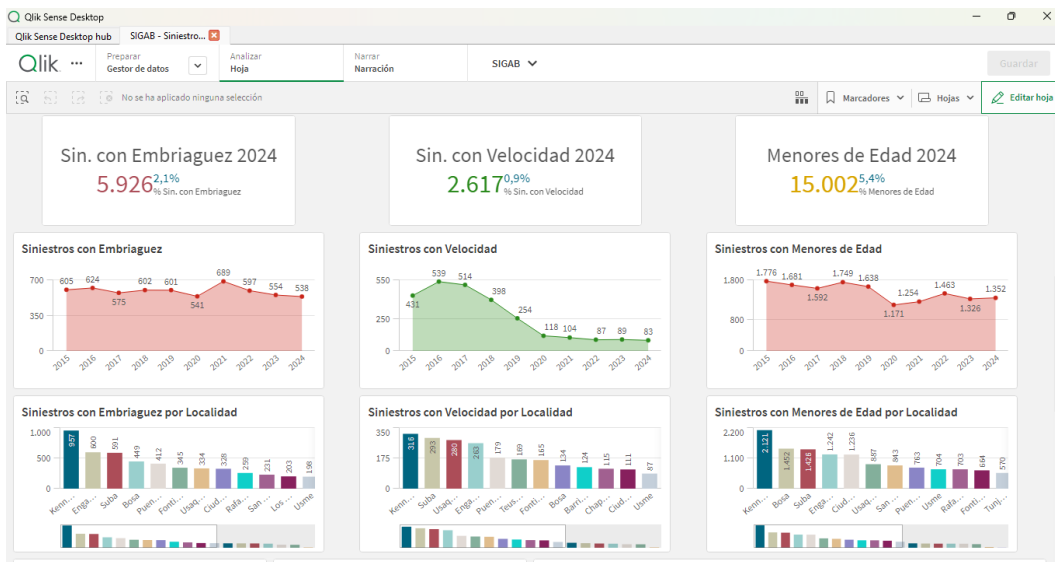 Qlik Sense Desktop
Qlik Sense Desktop hub
SIGAB - Siniestro...
Qlik
Preparar
Gestor de datos
Analizar
Hoja
Narrar
Narración
SIGAB
Guardar
No se ha aplicado ninguna selección
Marcadores
Hojas
Editar hoja
Sin. con Embriaguez 2024
5.926 2,1%
% Sin. con Embriaguez
Sin. con Velocidad 2024
2.617 0,9%
% Sin. con Velocidad
Menores de Edad 2024
15.002 5,4%
% Menores de Edad
Siniestros con Embriaguez
700
350
0
605 624 575 602 601 541 689 597 554 538
2015 2016 2017 2018 2019 2020 2021 2022 2023 2024
Siniestros con Velocidad
550
250
0
431 539 514 398 254 118 104 87 89 83
2015 2016 2017 2018 2019 2020 2021 2022 2023 2024
Siniestros con Menores de Edad
1.800
800
0
1.776 1.681 1.592 1.749 1.638 1.171 1.254 1.463 1.326 1.352
2015 2016 2017 2018 2019 2020 2021 2022 2023 2024
Siniestros con Embriaguez por Localidad
1.000
500
0
957 600 591 449 412 345 334 328 259 231 203 198
Kenn... Enga... Suba Bosa Puen... Fonti... Usaq... Ciud... Rafa... San ... Los ... Usme
Siniestros con Velocidad por Localidad
350
175
0
316 293 280 263 179 169 165 134 124 115 111 87
Kenn... Suba Usaq... Enga... Puen... Teus... Fonti... Bosa Barri... Chap... Ciud... Usme
Siniestros con Menores de Edad por Localidad
2.200
1.100
0
2.121 1.452 1.426 1.242 1.236 887 843 763 704 703 664 570
Kenn... Bosa Suba Enga... Ciud... Usaq... San ... Puen... Usme Rafa... Fonti... Tunj...